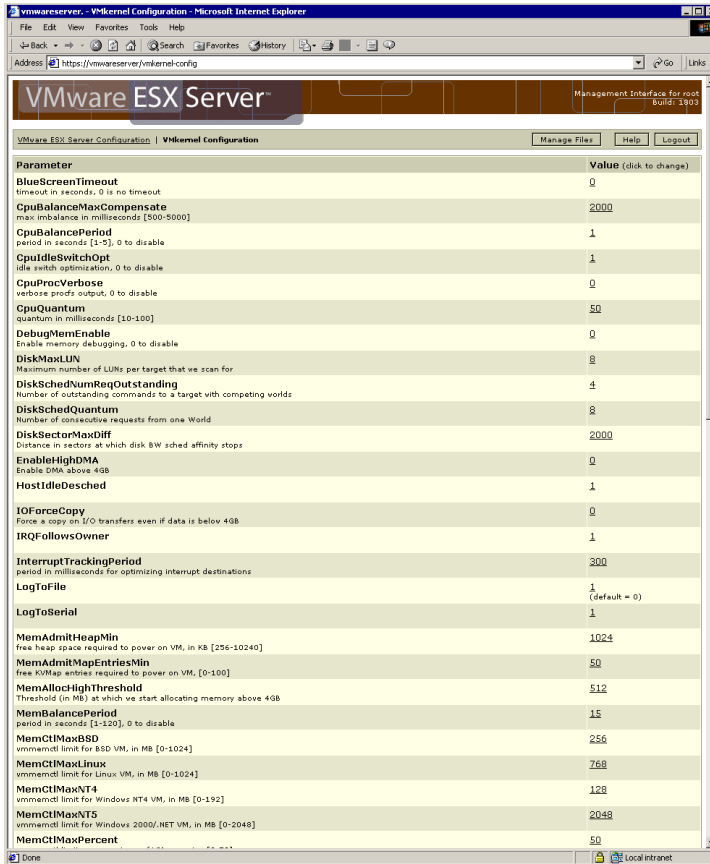 vmwareserver. - VMkernel Configuration - Microsoft Internet Explorer
File Edit View Favorites Tools Help
Back Search Favorites History
Address https://vmwareserver/vmkernel-config Go Links
VMware ESX Server™
Management Interface for root
Build: 1803
VMware ESX Server Configuration | VMkernel Configuration Manage Files Help Logout
Parameter Value (click to change)
BlueScreenTimeout 0
timeout in seconds, 0 is no timeout
CpuBalanceMaxCompensate 2000
max imbalance in milliseconds [500-5000]
CpuBalancePeriod 1
period in seconds [1-5], 0 to disable
CpuIdleSwitchOpt 1
idle switch optimization, 0 to disable
CpuProcVerbose 0
verbose procfs output, 0 to disable
CpuQuantum 50
quantum in milliseconds [10-100]
DebugMemEnable 0
Enable memory debugging, 0 to disable
DiskMaxLUN 8
Maximum number of LUNs per target that we scan for
DiskSchedNumReqOutstanding 4
Number of outstanding commands to a target with competing worlds
DiskSchedQuantum 8
Number of consecutive requests from one World
DiskSectorMaxDiff 2000
Distance in sectors at which disk BW sched affinity stops
EnableHighDMA 0
Enable DMA above 4GB
HostIdleDesched 1
IOForceCopy 0
Force a copy on I/O transfers even if data is below 4GB
IRQFollowsOwner 1
InterruptTrackingPeriod 300
period in milliseconds for optimizing interrupt destinations
LogToFile 1
(default = 0)
LogToSerial 1
MemAdmitHeapMin 1024
free heap space required to power on VM, in KB [256-10240]
MemAdmitMapEntriesMin 50
free KVMap entries required to power on VM, [0-100]
MemAllocHighThreshold 512
Threshold (in MB) at which we start allocating memory above 4GB
MemBalancePeriod 15
period in seconds [1-120], 0 to disable
MemCtlMaxBSD 256
vmmemctl limit for BSD VM, in MB [0-1024]
MemCtlMaxLinux 768
vmmemctl limit for Linux VM, in MB [0-1024]
MemCtlMaxNT4 128
vmmemctl limit for Windows NT4 VM, in MB [0-192]
MemCtlMaxNT5 2048
vmmemctl limit for Windows 2000/.NET VM, in MB [0-2048]
MemCtlMaxPercent 50
Done Local intranet